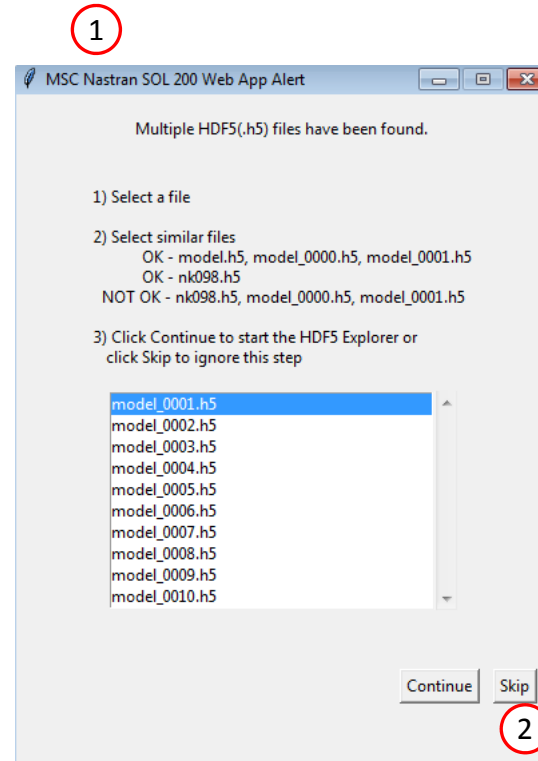 1
MSC Nastran SOL 200 Web App Alert
Multiple HDF5(.h5) files have been found.
1) Select a file
2) Select similar files
OK - model.h5, model_0000.h5, model_0001.h5
OK - nk098.h5
NOT OK - nk098.h5, model_0000.h5, model_0001.h5
3) Click Continue to start the HDF5 Explorer or
click Skip to ignore this step
model_0001.h5
model_0002.h5
model_0003.h5
model_0004.h5
model_0005.h5
model_0006.h5
model_0007.h5
model_0008.h5
model_0009.h5
model_0010.h5
Continue Skip
2